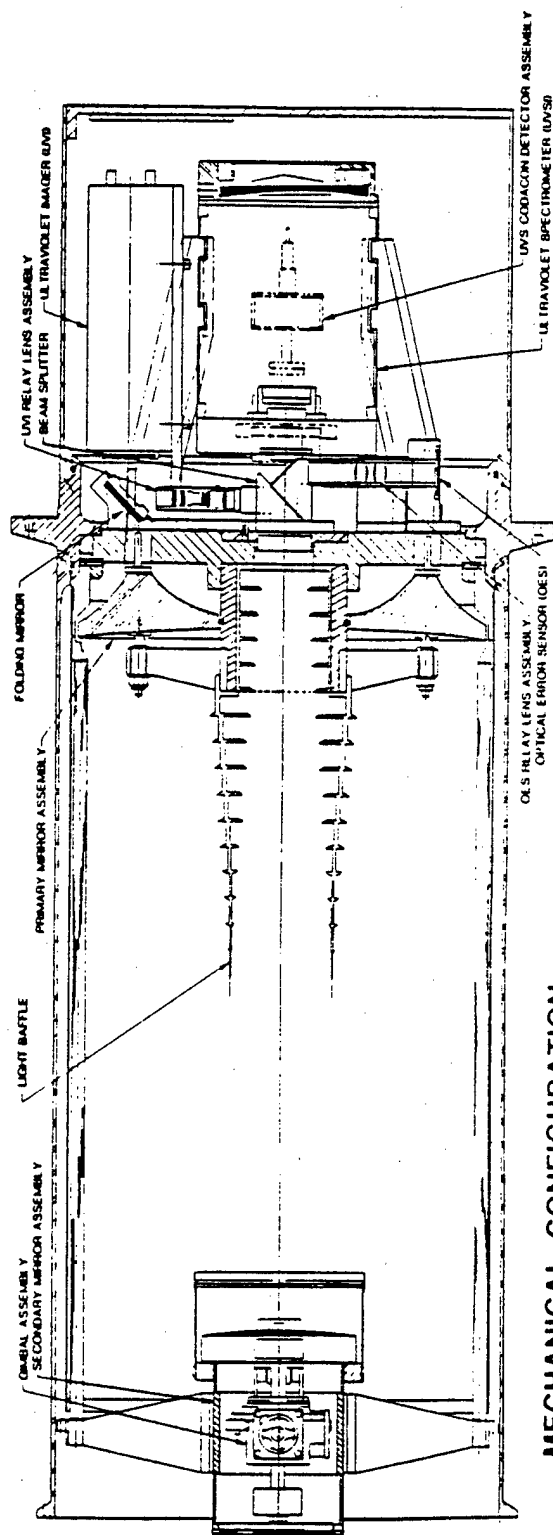 GIMBAL ASSEMBLY
SECONDARY MIRROR ASSEMBLY
LIGHT BAFFLE
PRIMARY MIRROR ASSEMBLY
FOLDING MIRROR
UVI RELAY LENS ASSEMBLY
BEAM SPLITTER
ULTRAVIOLET IMAGER (UVI)
UVS CODACON DETECTOR ASSEMBLY
ULTRAVIOLET SPECTROMETER (UVS)
OES RELAY LENS ASSEMBLY
OPTICAL ERROR SENSOR (OES)
MECHANICAL CONFIGURATION